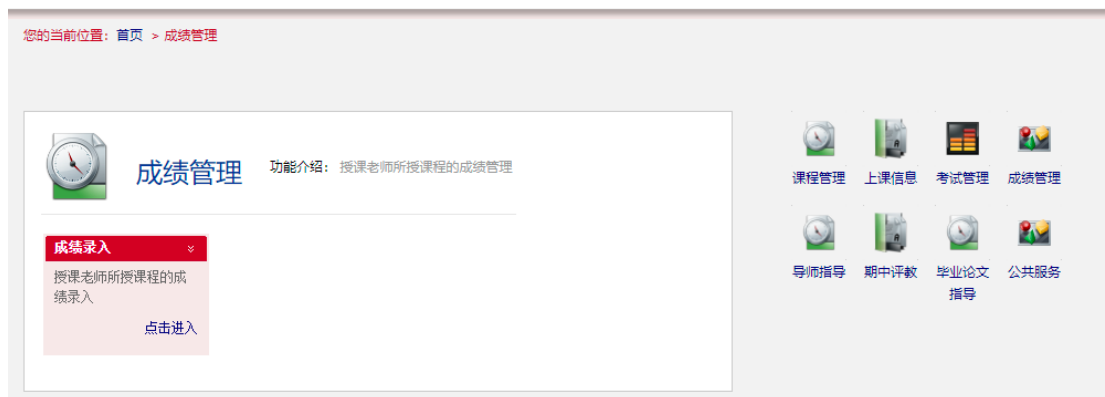 您的当前位置：首页 > 成绩管理
成绩管理 功能介绍：授课老师所授课程的成绩管理
成绩录入
授课老师所授课程的成
绩录入
点击进入
课程管理 上课信息 考试管理 成绩管理
导师指导 期中评教 毕业论文 公共服务
指导